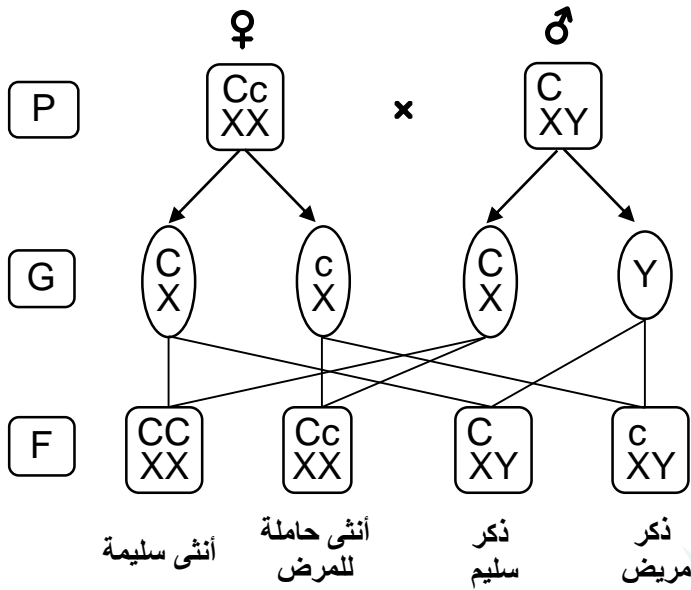 ♀ ♂
P
Cc
XX
×
C
XY
G
C
X
c
X
C
X
Y
F
CC
XX
Cc
XX
C
XY
c
XY
أنثى سليمة
أنثى حاملة
للمرض
ذكر
سليم
ذكر
مريض